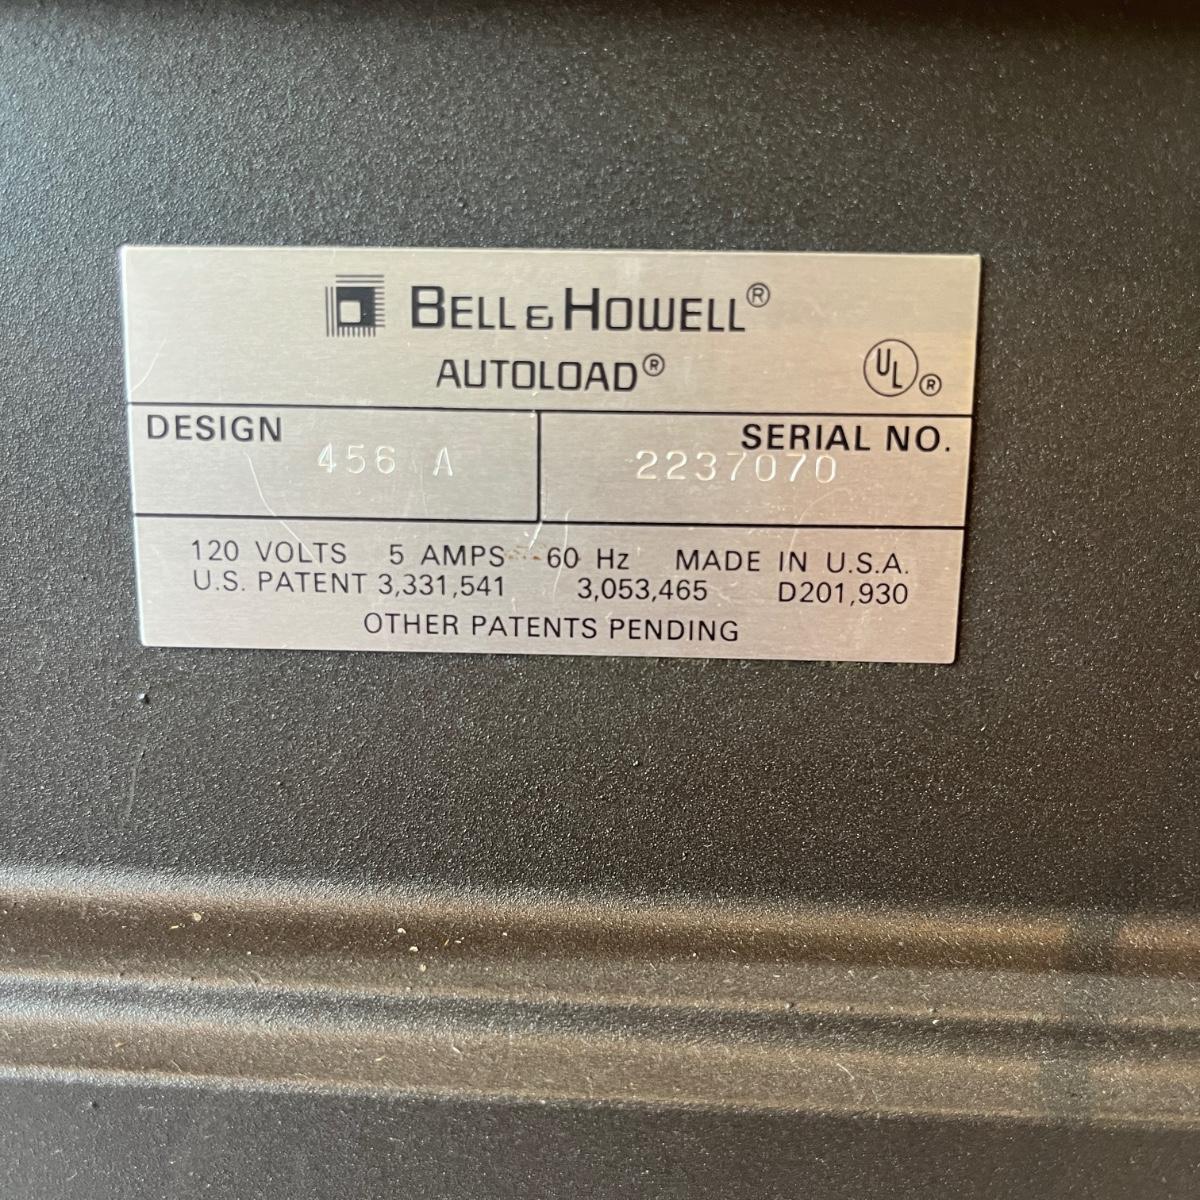 BELL & HOWELL®
AUTOLOAD®
UL®
DESIGN SERIAL NO.
456 A 2237070
120 VOLTS 5 AMPS 60 Hz MADE IN U.S.A.
U.S. PATENT 3,331,541 3,053,465 D201,930
OTHER PATENTS PENDING